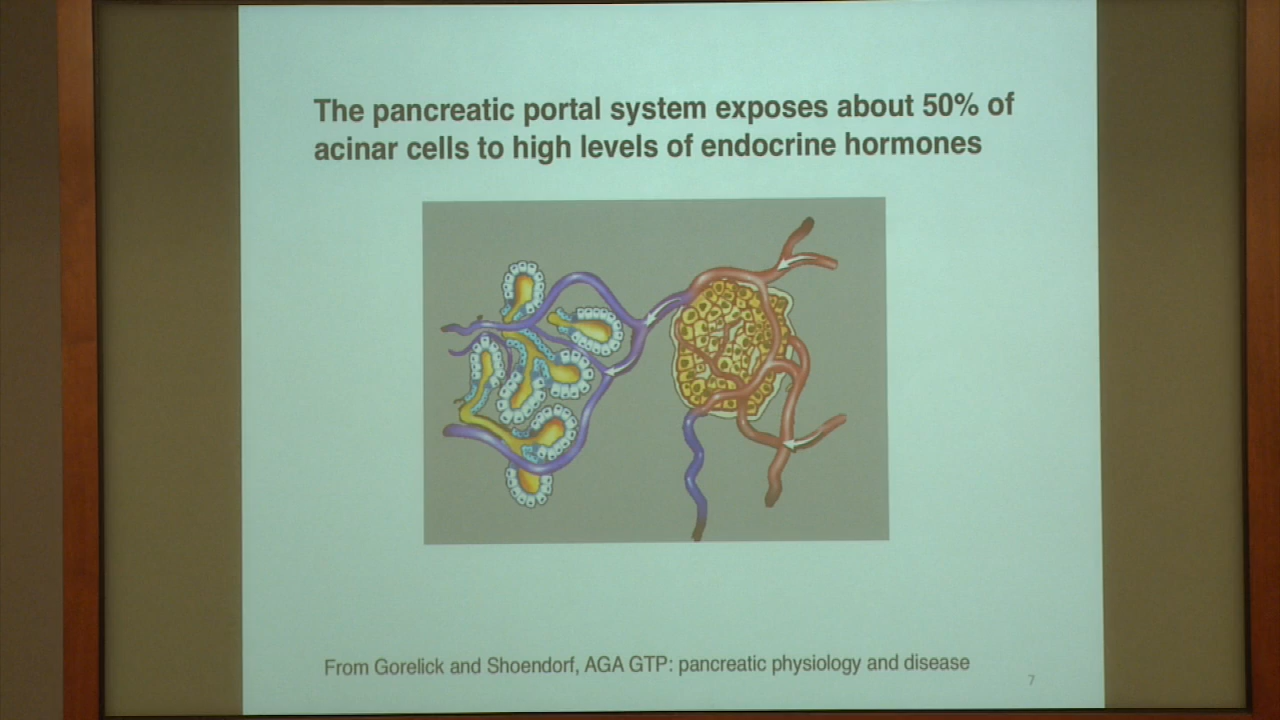 The pancreatic portal system exposes about 50% of
acinar cells to high levels of endocrine hormones
From Gorelick and Shoendorf, AGA GTP: pancreatic physiology and disease
7